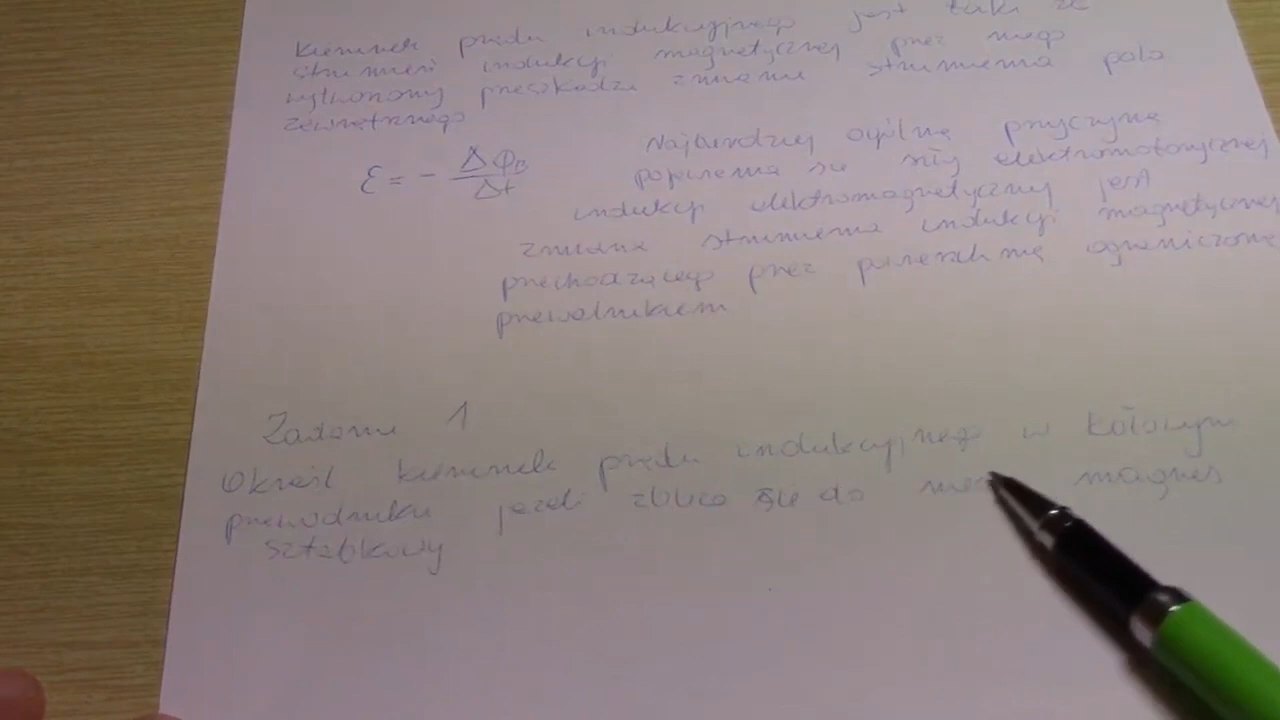 Kierunek prądu indukcyjnego jest taki że
strumień indukcji magnetycznej przez niego
wytworzony przeszkadza zmianie strumienia pola
zewnętrznego
Najbardziej ogólną przyczyną
ε = - ΔΦ_B / Δt
pojawienia się siły elektromotorycznej
indukcji elektromagnetycznej jest
zmiana strumienia indukcji magnetycznej
przechodzącego przez powierzchnię ograniczoną
przewodnikiem
Zadanie 1
Określ kierunek prądu indukcyjnego w kołowym
przewodniku jeżeli zbliża się do magnes
sztabkowy